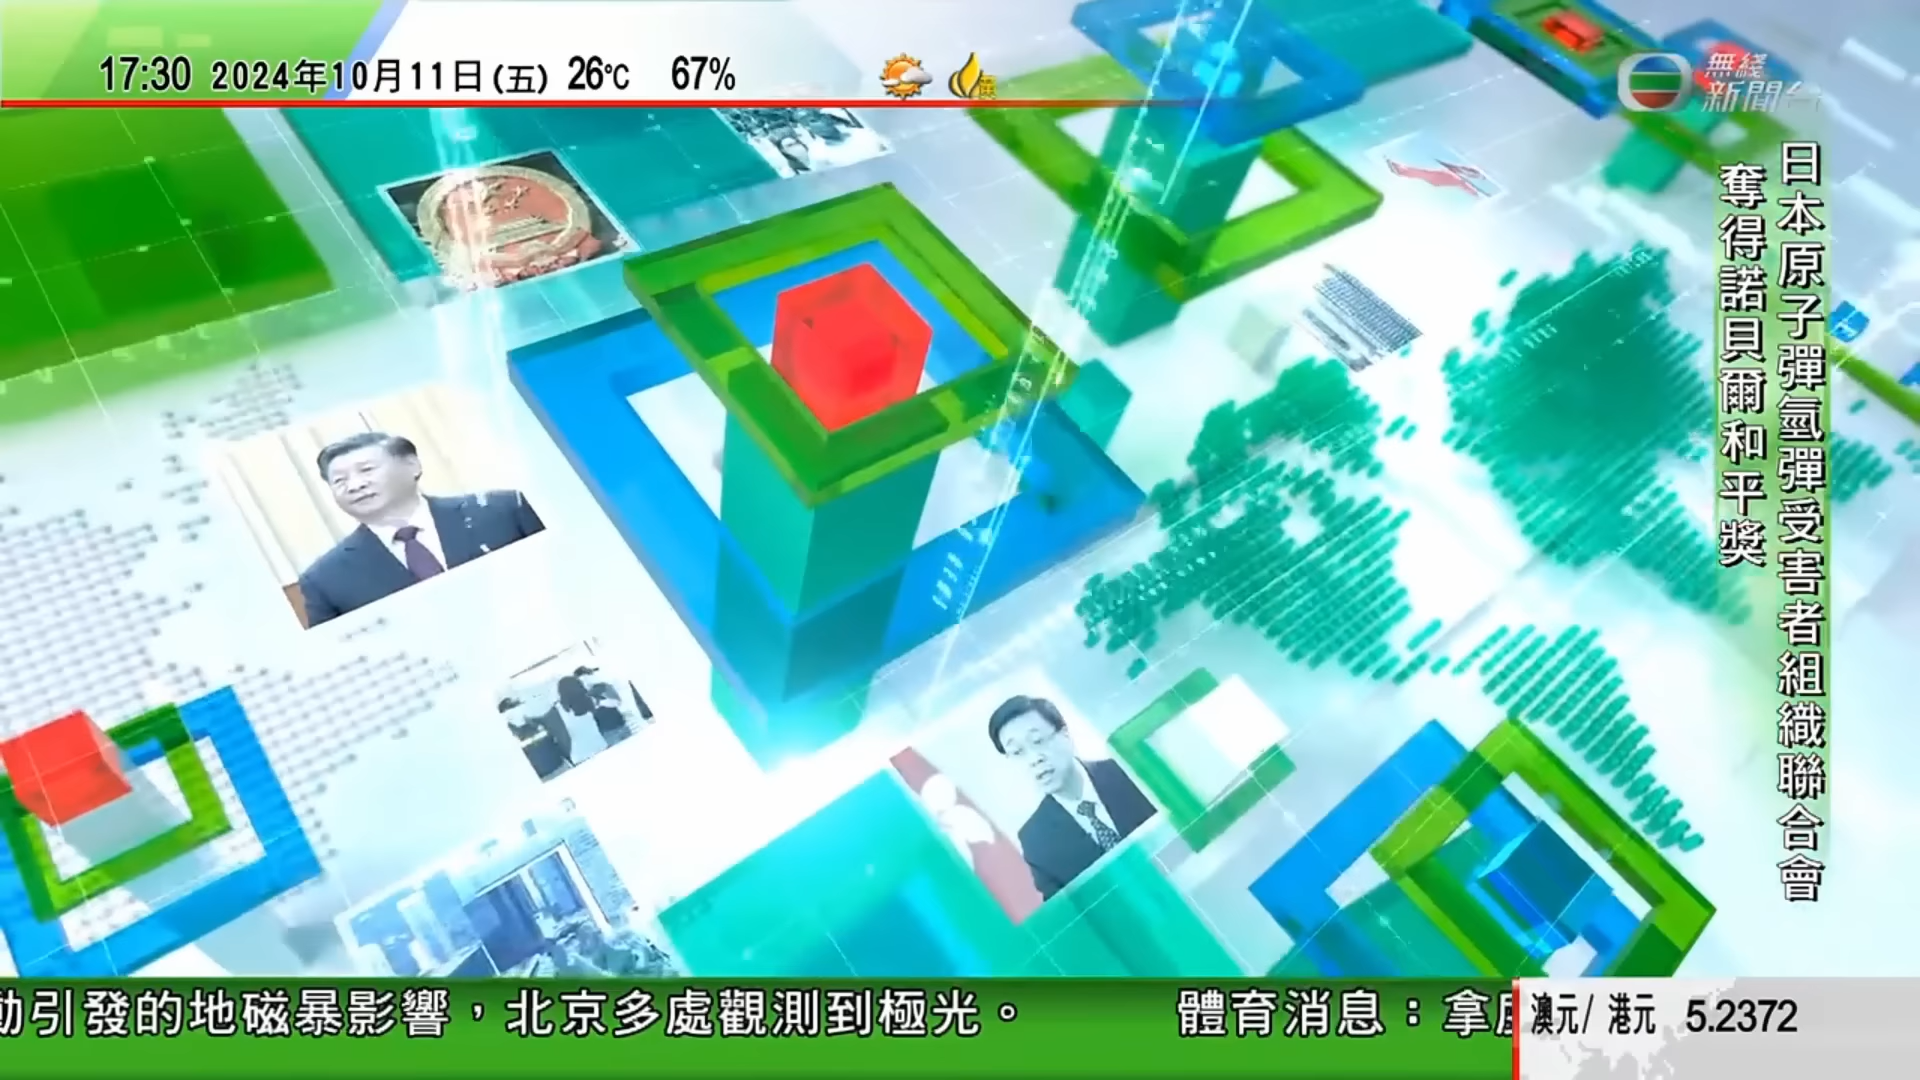 17:30 2024年10月11日(五) 26℃ 67%
無綫
新聞台
日本原子彈氫彈受害者組織聯合會
奪得諾貝爾和平獎
動引發的地磁暴影響，北京多處觀測到極光。 體育消息：拿
澳元/ 港元 5.2372